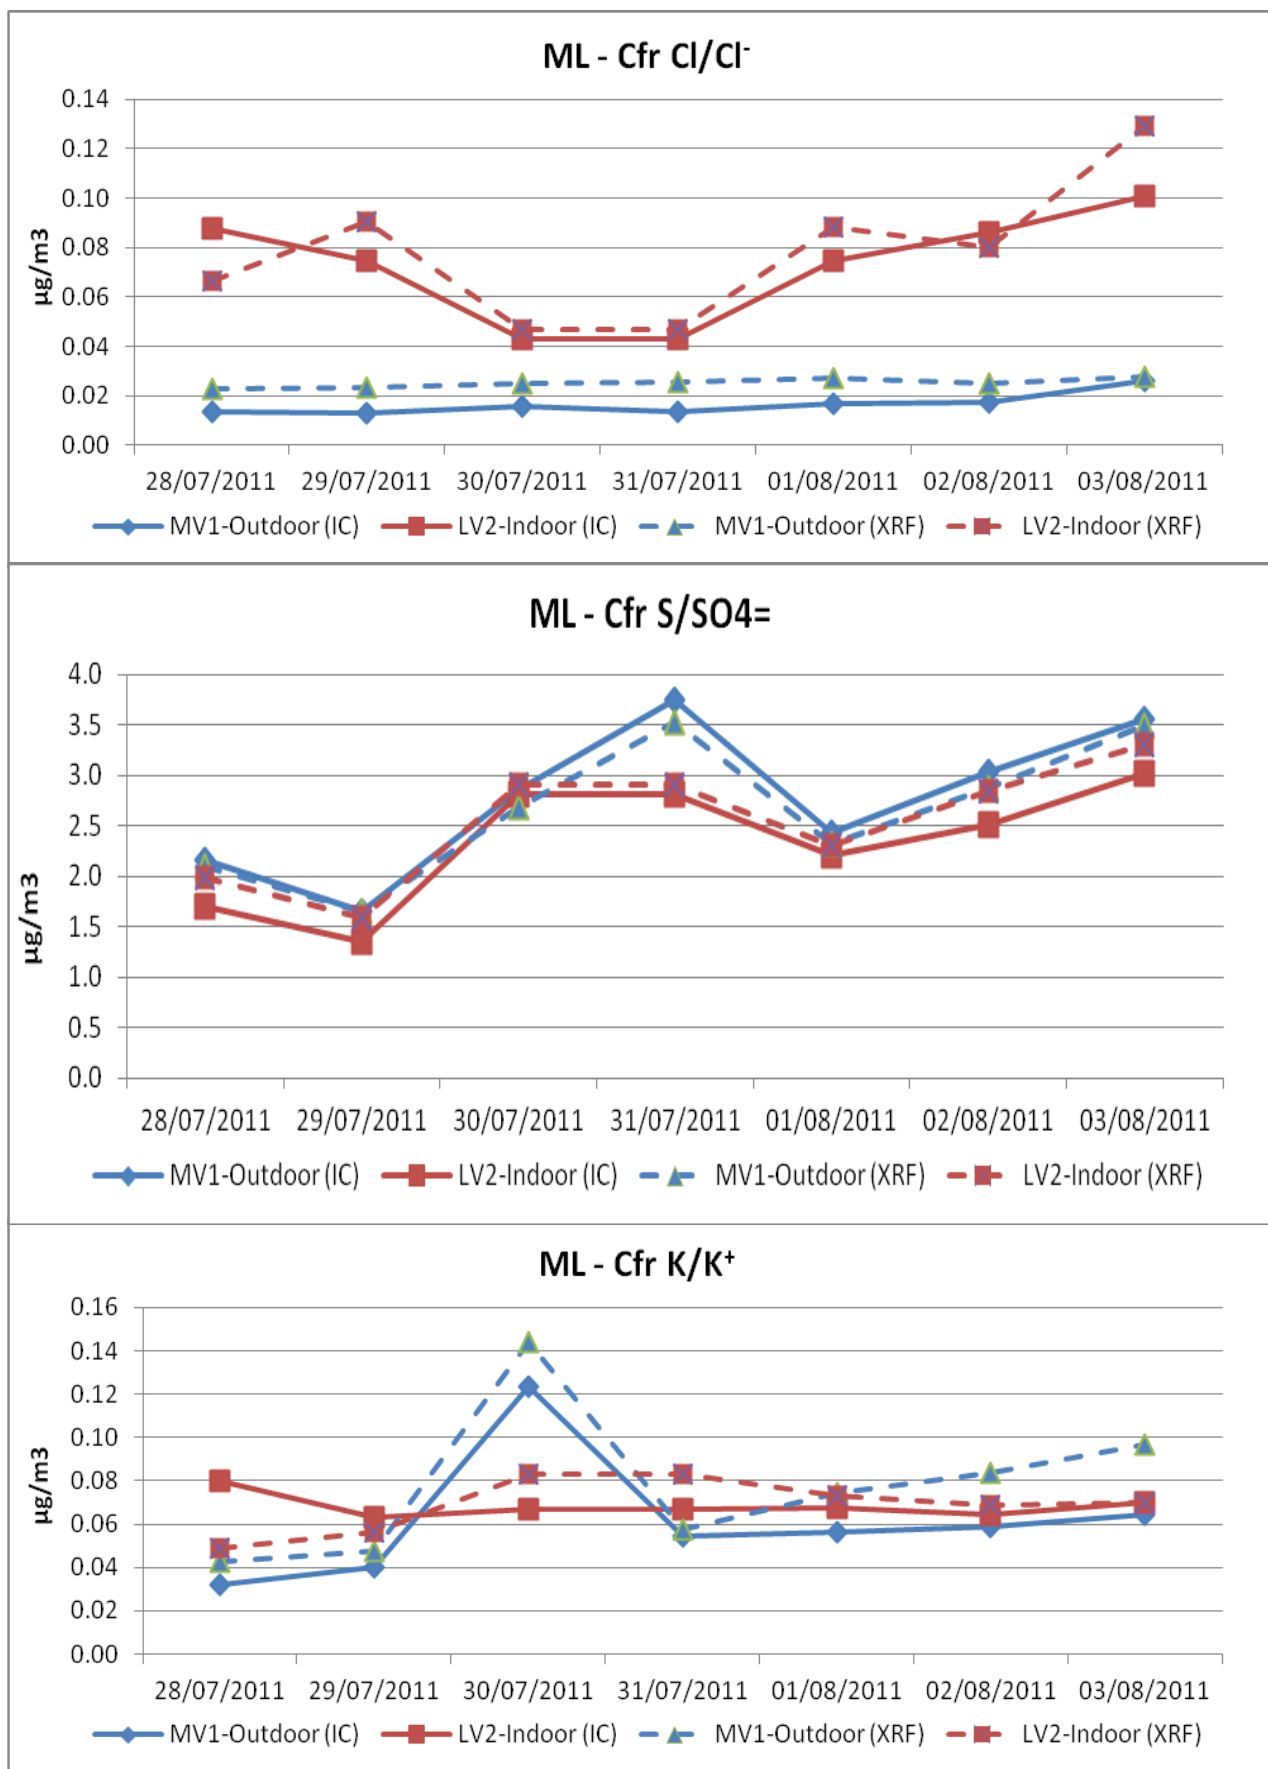 ML - Cfr Cl/Cl⁻
0.14
0.12
0.10
0.08
0.06
0.04
0.02
0.00
µg/m3
28/07/2011 29/07/2011 30/07/2011 31/07/2011 01/08/2011 02/08/2011 03/08/2011
MV1-Outdoor (IC) LV2-Indoor (IC) MV1-Outdoor (XRF) LV2-Indoor (XRF)
ML - Cfr S/SO4=
4.0
3.5
3.0
2.5
2.0
1.5
1.0
0.5
0.0
µg/m3
28/07/2011 29/07/2011 30/07/2011 31/07/2011 01/08/2011 02/08/2011 03/08/2011
MV1-Outdoor (IC) LV2-Indoor (IC) MV1-Outdoor (XRF) LV2-Indoor (XRF)
ML - Cfr K/K⁺
0.16
0.14
0.12
0.10
0.08
0.06
0.04
0.02
0.00
µg/m3
28/07/2011 29/07/2011 30/07/2011 31/07/2011 01/08/2011 02/08/2011 03/08/2011
MV1-Outdoor (IC) LV2-Indoor (IC) MV1-Outdoor (XRF) LV2-Indoor (XRF)